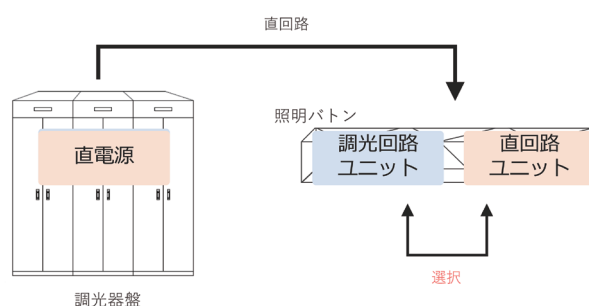 直回路
照明バトン
直電源
調光回路
ユニット
直回路
ユニット
選択
調光器盤